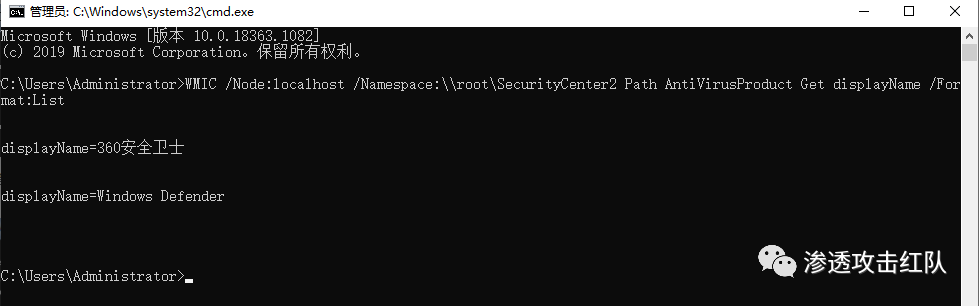 管理员: C:\Windows\system32\cmd.exe
Microsoft Windows [版本 10.0.18363.1082]
(c) 2019 Microsoft Corporation。保留所有权利。
C:\Users\Administrator>WMIC /Node:localhost /Namespace:\\root\SecurityCenter2 Path AntiVirusProduct Get displayName /For
mat:List
displayName=360安全卫士
displayName=Windows Defender
C:\Users\Administrator>
渗透攻击红队